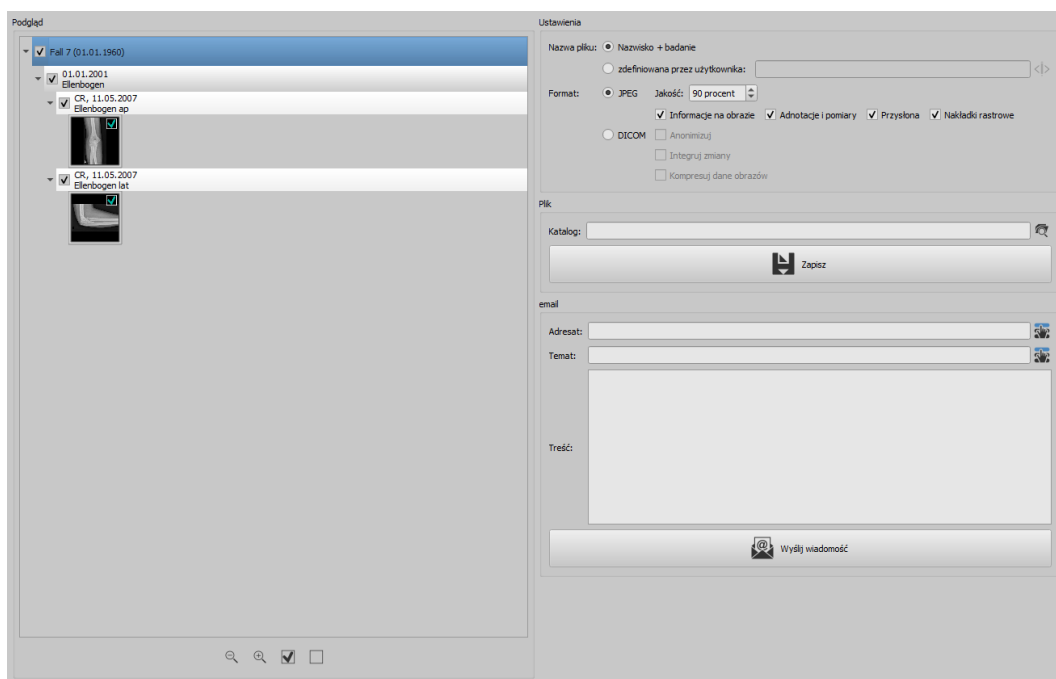 Podgląd
Fall 7 (01.01.1960)
01.01.2001
Ellenbogen
CR, 11.05.2007
Ellenbogen ap
CR, 11.05.2007
Ellenbogen lat
Ustawienia
Nazwa pliku: Nazwisko + badanie
zdefiniowana przez użytkownika:
Format: JPEG Jakość: 90 procent
Informacje na obrazie Adnotacje i pomiary Przysłona Nakładki rastrowe
DICOM Anonimizuj
Integruj zmiany
Kompresuj dane obrazów
Plik
Katalog:
Zapisz
email
Adresat:
Temat:
Treść:
Wyślij wiadomość